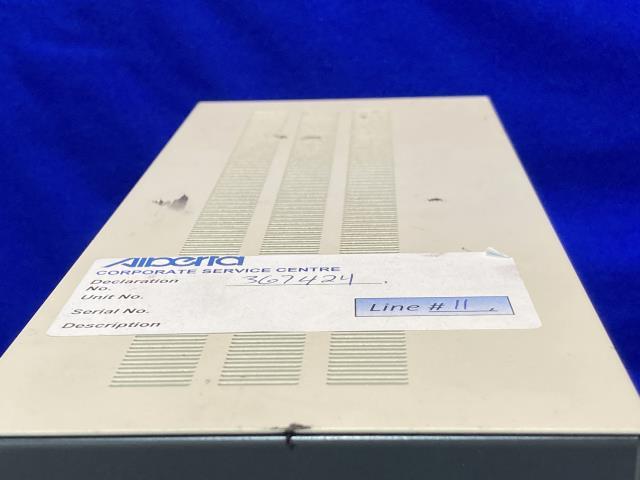 Alberta
CORPORATE SERVICE CENTRE
Declaration No. 367424
Unit No.
Serial No.
Line # 11
Description